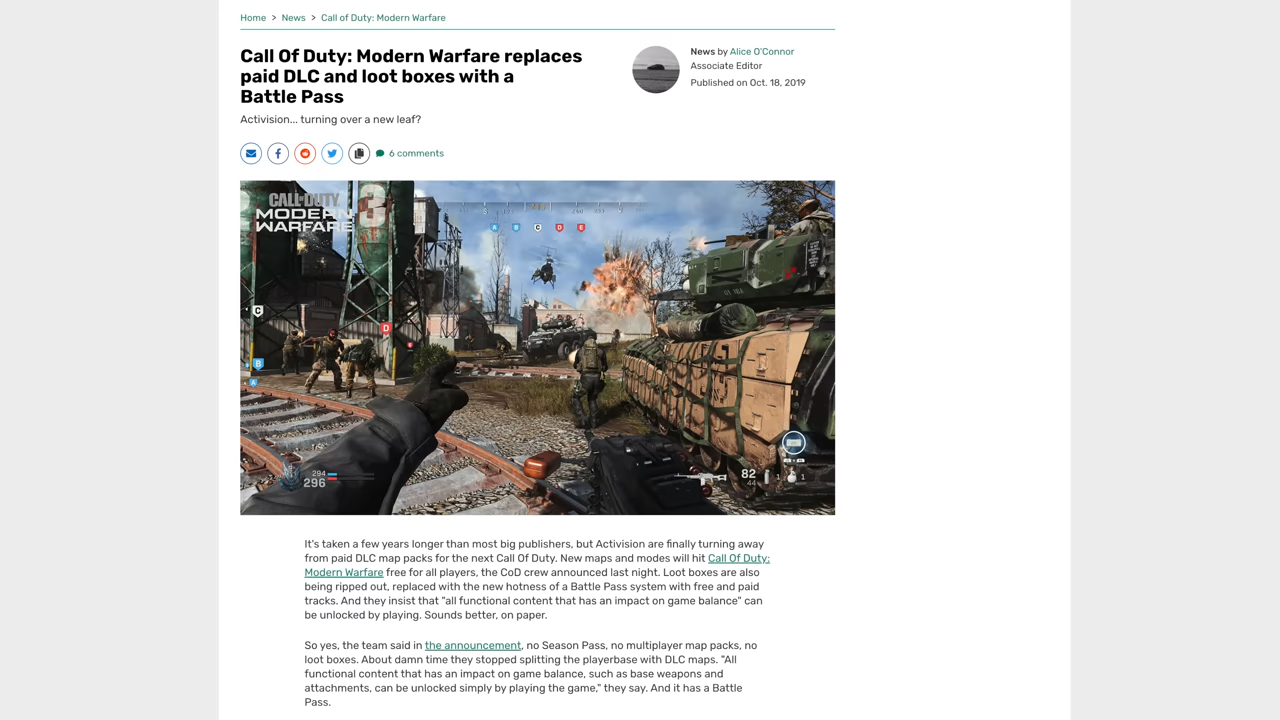 Home > News > Call of Duty: Modern Warfare
Call Of Duty: Modern Warfare replaces
paid DLC and loot boxes with a
Battle Pass
Activision... turning over a new leaf?
News by Alice O'Connor
Associate Editor
Published on Oct. 18, 2019
6 comments
CALL OF DUTY
MODERN
WARFARE
3
A B C D E
C
D
B
B
A
294
296
82
44
1 1
It's taken a few years longer than most big publishers, but Activision are finally turning away
from paid DLC map packs for the next Call Of Duty. New maps and modes will hit Call Of Duty:
Modern Warfare free for all players, the CoD crew announced last night. Loot boxes are also
being ripped out, replaced with the new hotness of a Battle Pass system with free and paid
tracks. And they insist that "all functional content that has an impact on game balance" can
be unlocked by playing. Sounds better, on paper.
So yes, the team said in the announcement, no Season Pass, no multiplayer map packs, no
loot boxes. About damn time they stopped splitting the playerbase with DLC maps. "All
functional content that has an impact on game balance, such as base weapons and
attachments, can be unlocked simply by playing the game," they say. And it has a Battle
Pass.